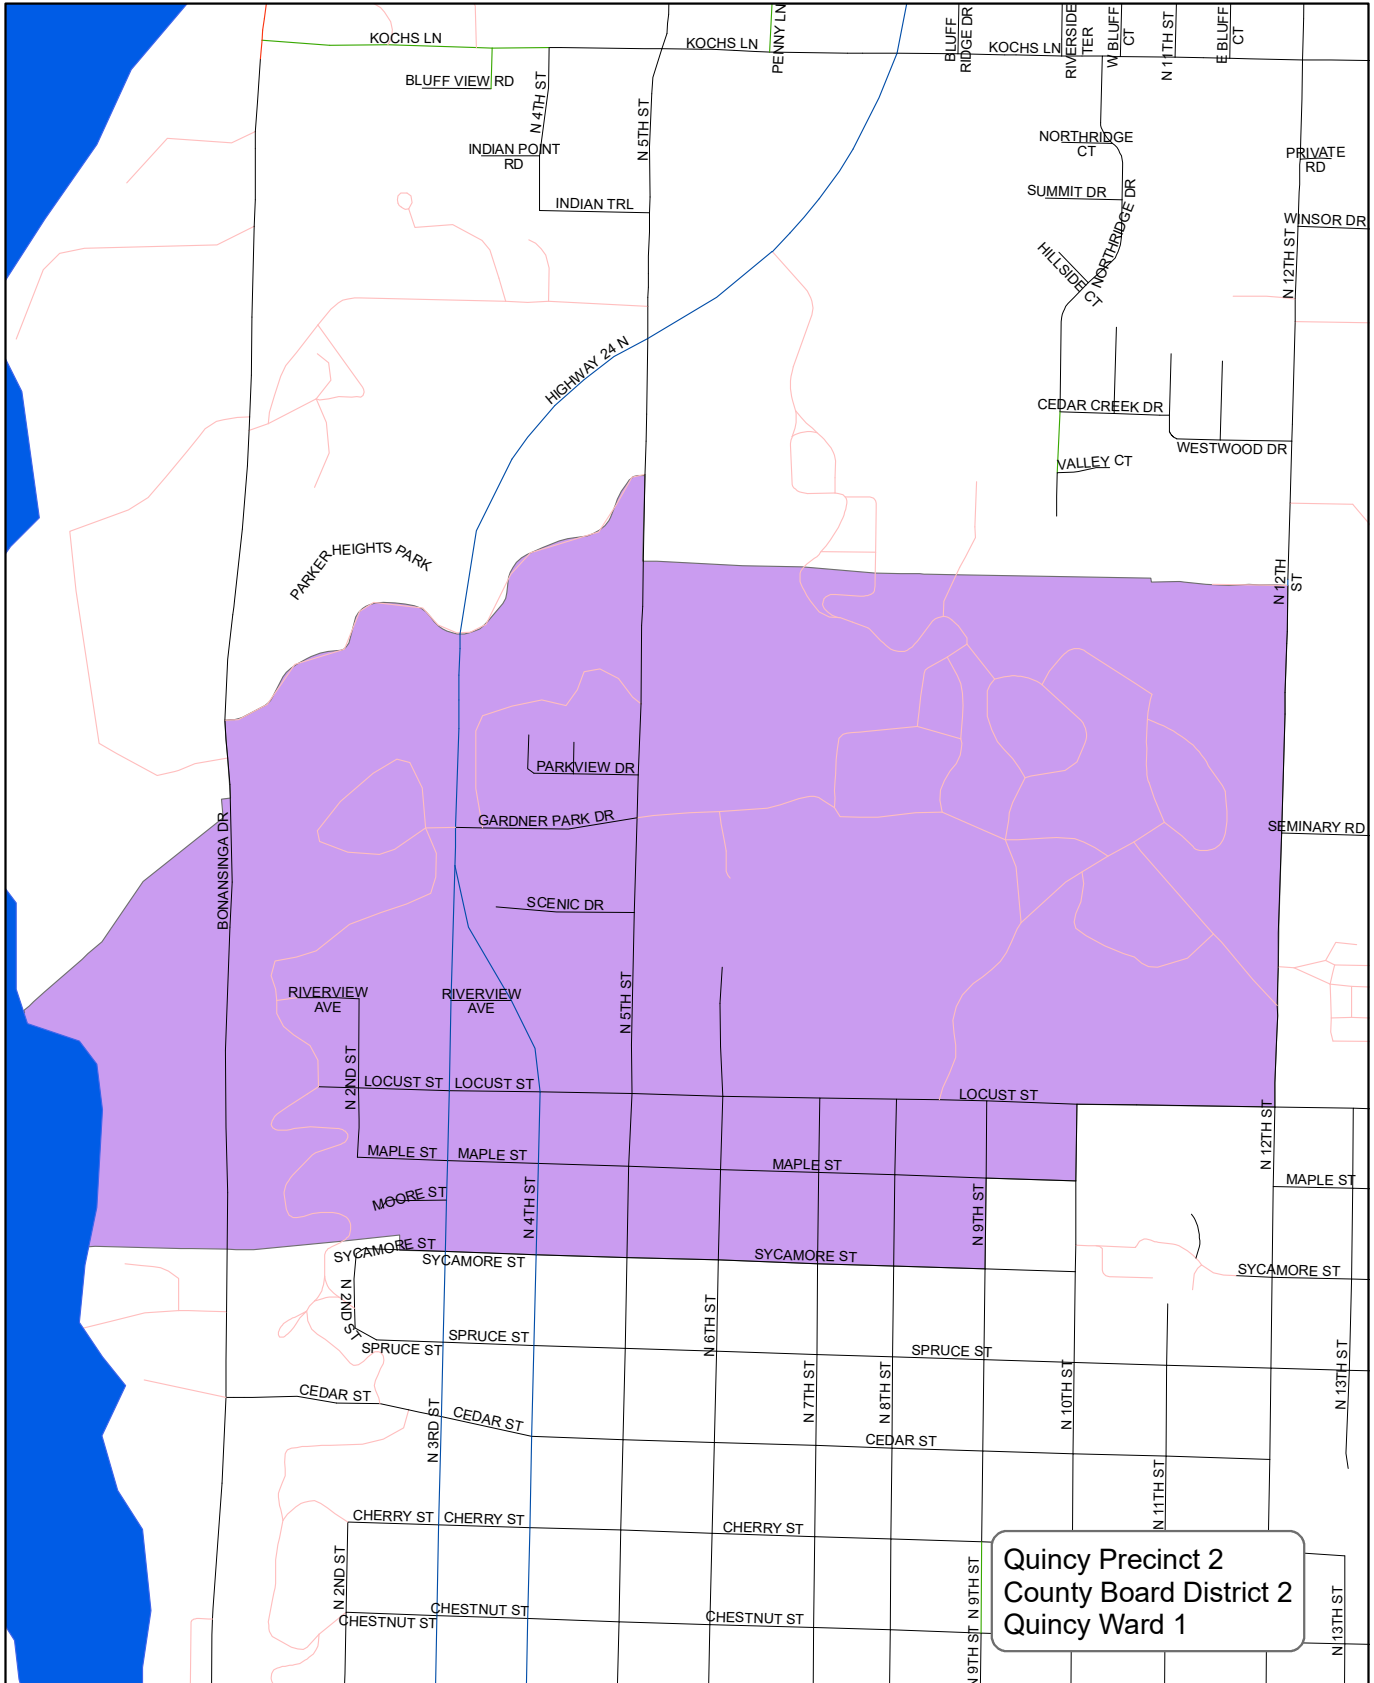 KOCHS LN
KOCHS LN
PENNY LN
BLUFF
RIDGE DR
KOCHS LN
RIVERSIDE
TER
W BLUFF
CT
N 11TH ST
E BLUFF
CT
BLUFF VIEW RD
N 4TH ST
N 5TH ST
INDIAN POINT
RD
NORTHRIDGE
CT
PRIVATE
RD
SUMMIT DR
INDIAN TRL
NORTHRIDGE DR
WINSOR DR
HILLSIDE CT
N 12TH ST
HIGHWAY 24 N
CEDAR CREEK DR
WESTWOOD DR
VALLEY CT
PARKER HEIGHTS PARK
N 12TH
ST
PARKVIEW DR
GARDNER PARK DR
SEMINARY RD
BONANSINGA DR
SCENIC DR
RIVERVIEW
AVE
RIVERVIEW
AVE
N 5TH ST
N 2ND ST
LOCUST ST
LOCUST ST
LOCUST ST
N 12TH ST
MAPLE ST
MAPLE ST
MAPLE ST
MAPLE ST
MOORE ST
N 4TH ST
N 9TH ST
SYCAMORE ST
SYCAMORE ST
SYCAMORE ST
SYCAMORE ST
N 2ND ST
N 6TH ST
SPRUCE ST
SPRUCE ST
SPRUCE ST
N 13TH ST
N 7TH ST
N 8TH ST
N 10TH ST
CEDAR ST
CEDAR ST
CEDAR ST
N 3RD ST
N 11TH ST
CHERRY ST
CHERRY ST
CHERRY ST
N 2ND ST
N 9TH ST
CHESTNUT ST
CHESTNUT ST
CHESTNUT ST
N 9TH ST
N 13TH ST
Quincy Precinct 2
County Board District 2
Quincy Ward 1